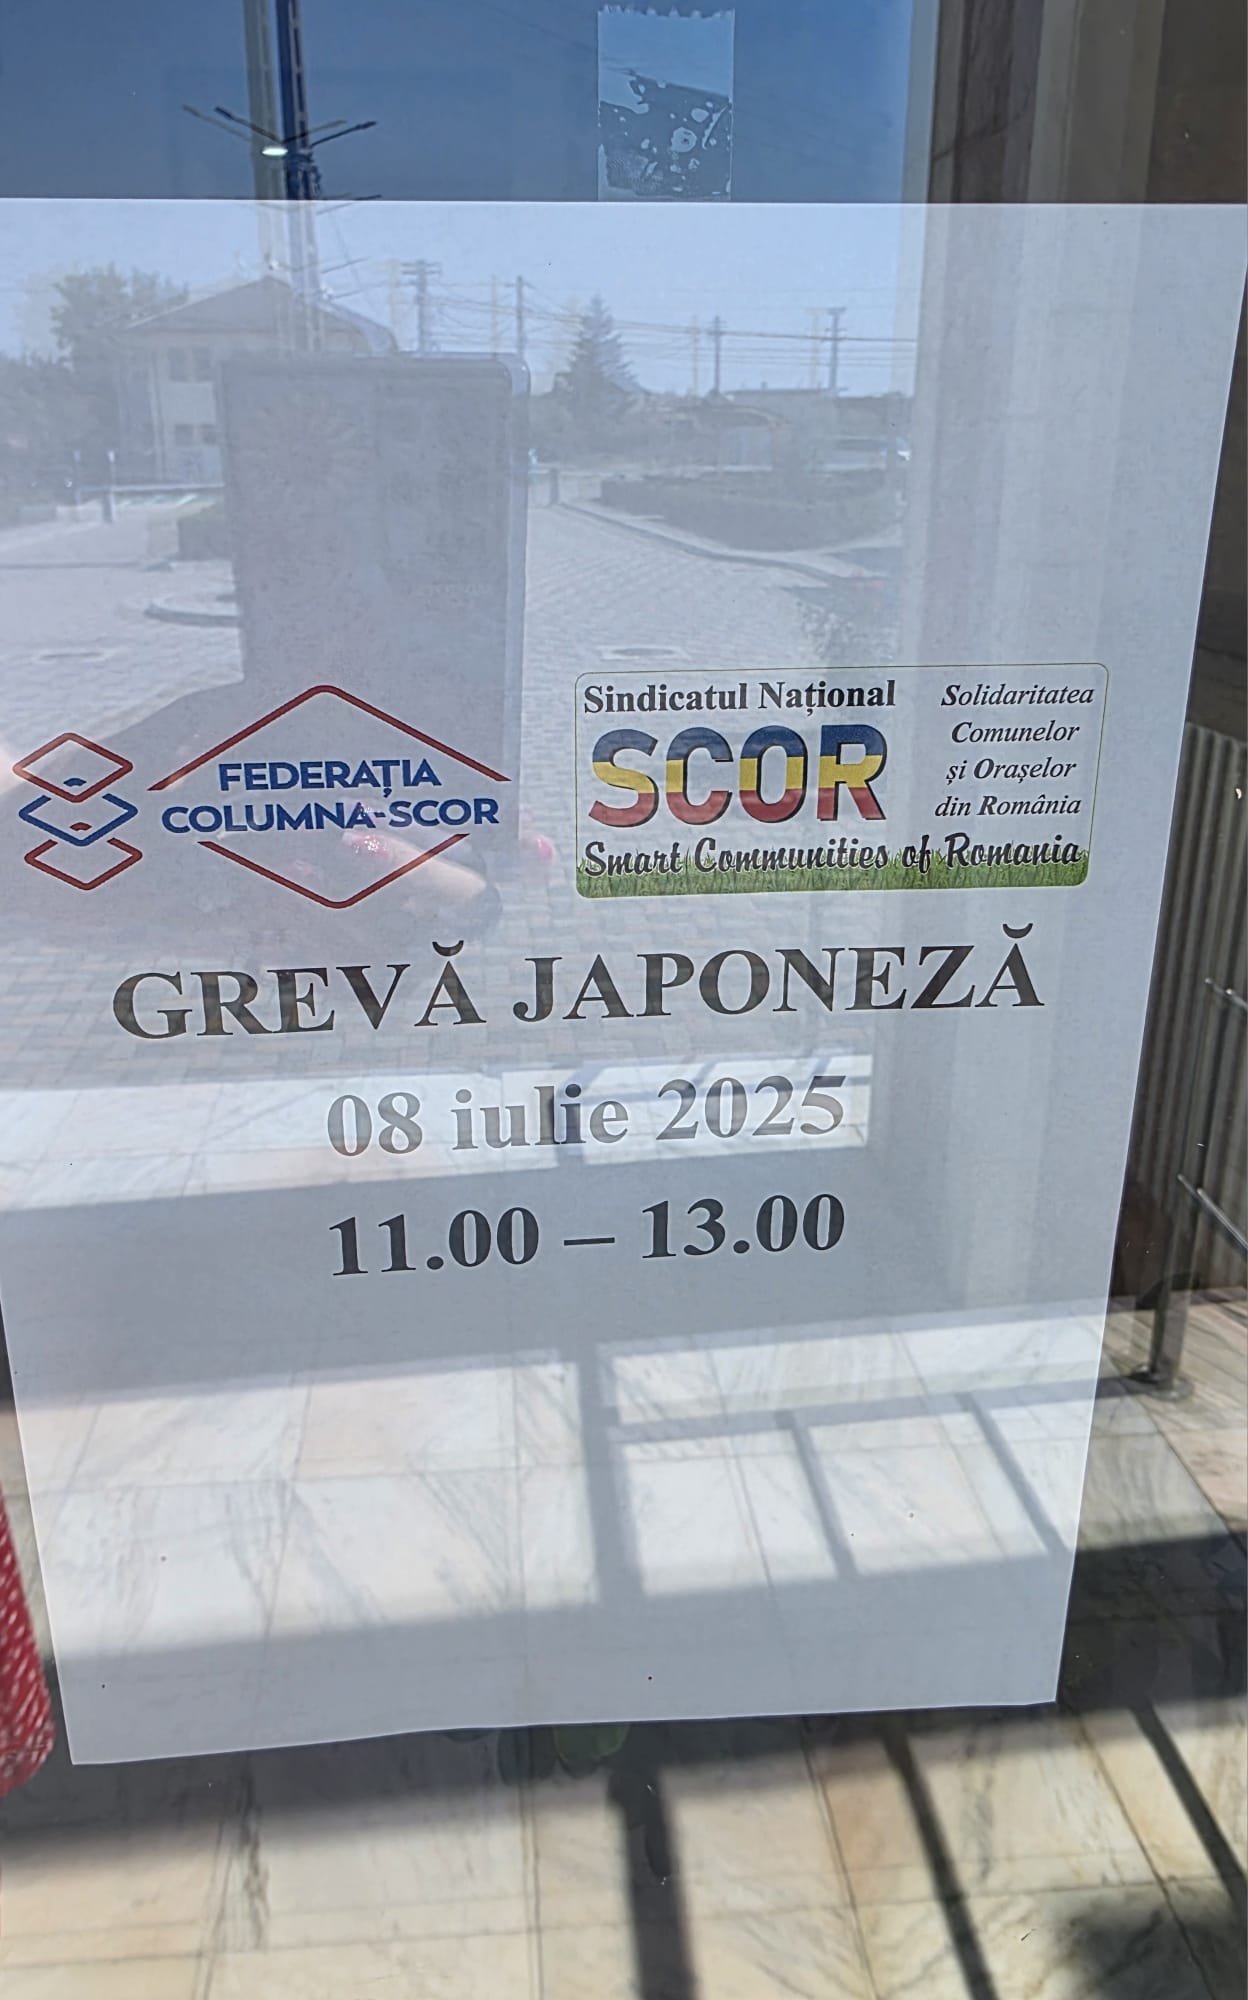 FEDERAȚIA
COLUMNA-SCOR
Sindicatul Național
SCOR
Solidaritatea
Comunelor
și Orașelor
din România
Smart Communities of Romania
GREVĂ JAPONEZĂ
08 iulie 2025
11.00 – 13.00